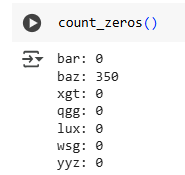 count_zeros()
bar: 0
baz: 350
xgt: 0
qgg: 0
lux: 0
wsg: 0
yyz: 0